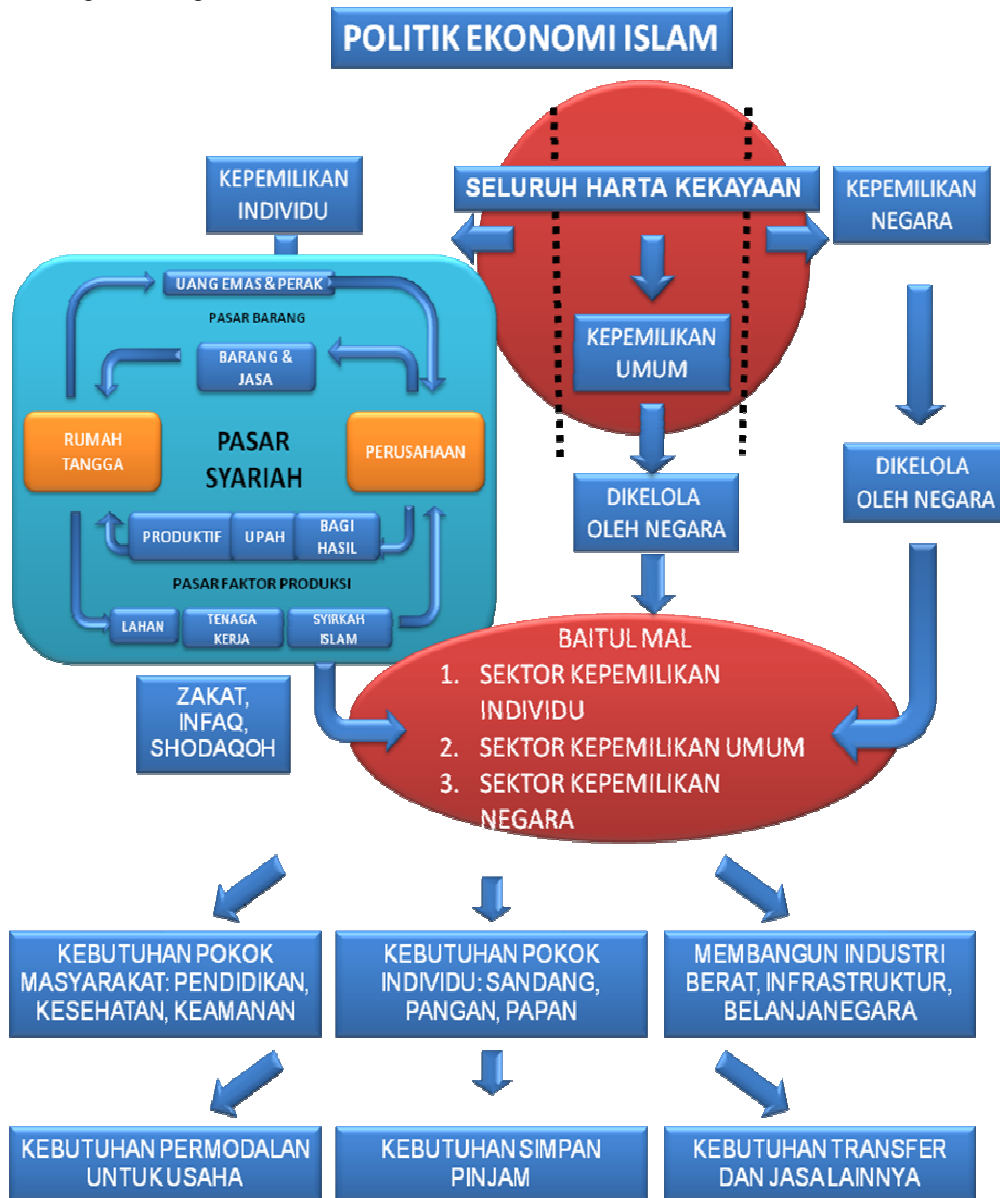 POLITIK EKONOMI ISLAM
KEPEMILIKAN
INDIVIDU
SELURUH HARTA KEKAYAAN
KEPEMILIKAN
NEGARA
UANG EMAS & PERAK
PASAR BARANG
BARANG &
JASA
KEPEMILIKAN
UMUM
RUMAH
TANGGA
PASAR
SYARIAH
PERUSAHAAN
DIKELOLA
OLEH NEGARA
DIKELOLA
OLEH NEGARA
PRODUKTIF
UPAH
BAGI
HASIL
PASAR FAKTOR PRODUKSI
LAHAN
TENAGA
KERJA
SYIRKAH
ISLAM
BAITUL MAL
1. SEKTOR KEPEMILIKAN
INDIVIDU
2. SEKTOR KEPEMILIKAN UMUM
3. SEKTOR KEPEMILIKAN
NEGARA
ZAKAT,
INFAQ,
SHODAQOH
KEBUTUHAN POKOK
MASYARAKAT: PENDIDIKAN,
KESEHATAN, KEAMANAN
KEBUTUHAN POKOK
INDIVIDU: SANDANG,
PANGAN, PAPAN
MEMBANGUN INDUSTRI
BERAT, INFRASTRUKTUR,
BELANJANEGARA
KEBUTUHAN PERMODALAN
UNTUK USAHA
KEBUTUHAN SIMPAN
PINJAM
KEBUTUHAN TRANSFER
DAN JASA LAINNYA